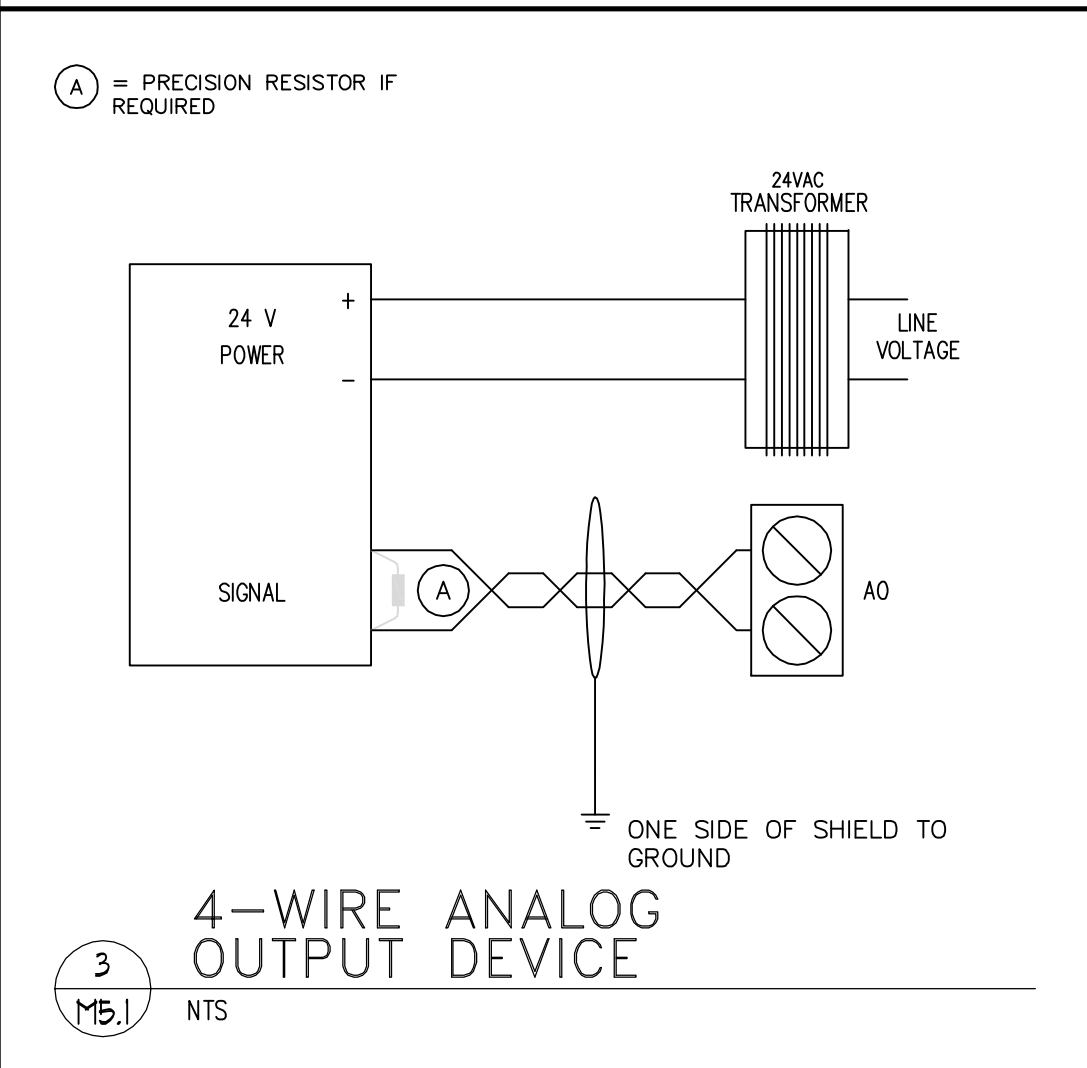 A = PRECISION RESISTOR IF
REQUIRED
24VAC
TRANSFORMER
+
24 V
POWER
−
LINE
VOLTAGE
SIGNAL
A
AO
ONE SIDE OF SHIELD TO
GROUND
4-WIRE ANALOG
OUTPUT DEVICE
3
M5.1
NTS